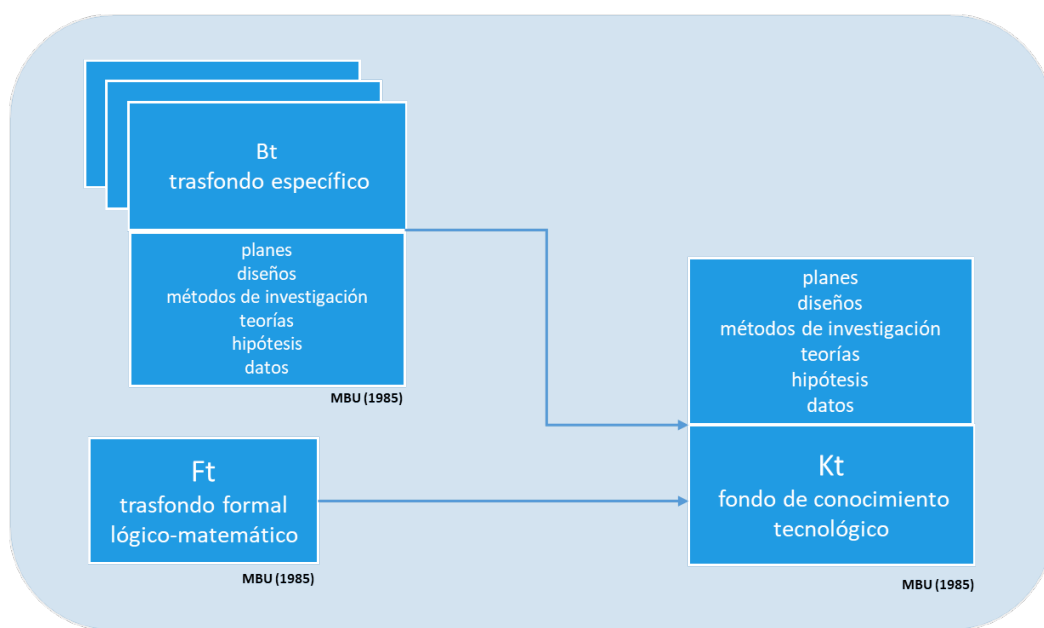 Bt
trasfondo específico
planes
diseños
métodos de investigación
teorías
hipótesis
datos
MBU (1985)
Ft
trasfondo formal
lógico-matemático
MBU (1985)
planes
diseños
métodos de investigación
teorías
hipótesis
datos
Kt
fondo de conocimiento
tecnológico
MBU (1985)